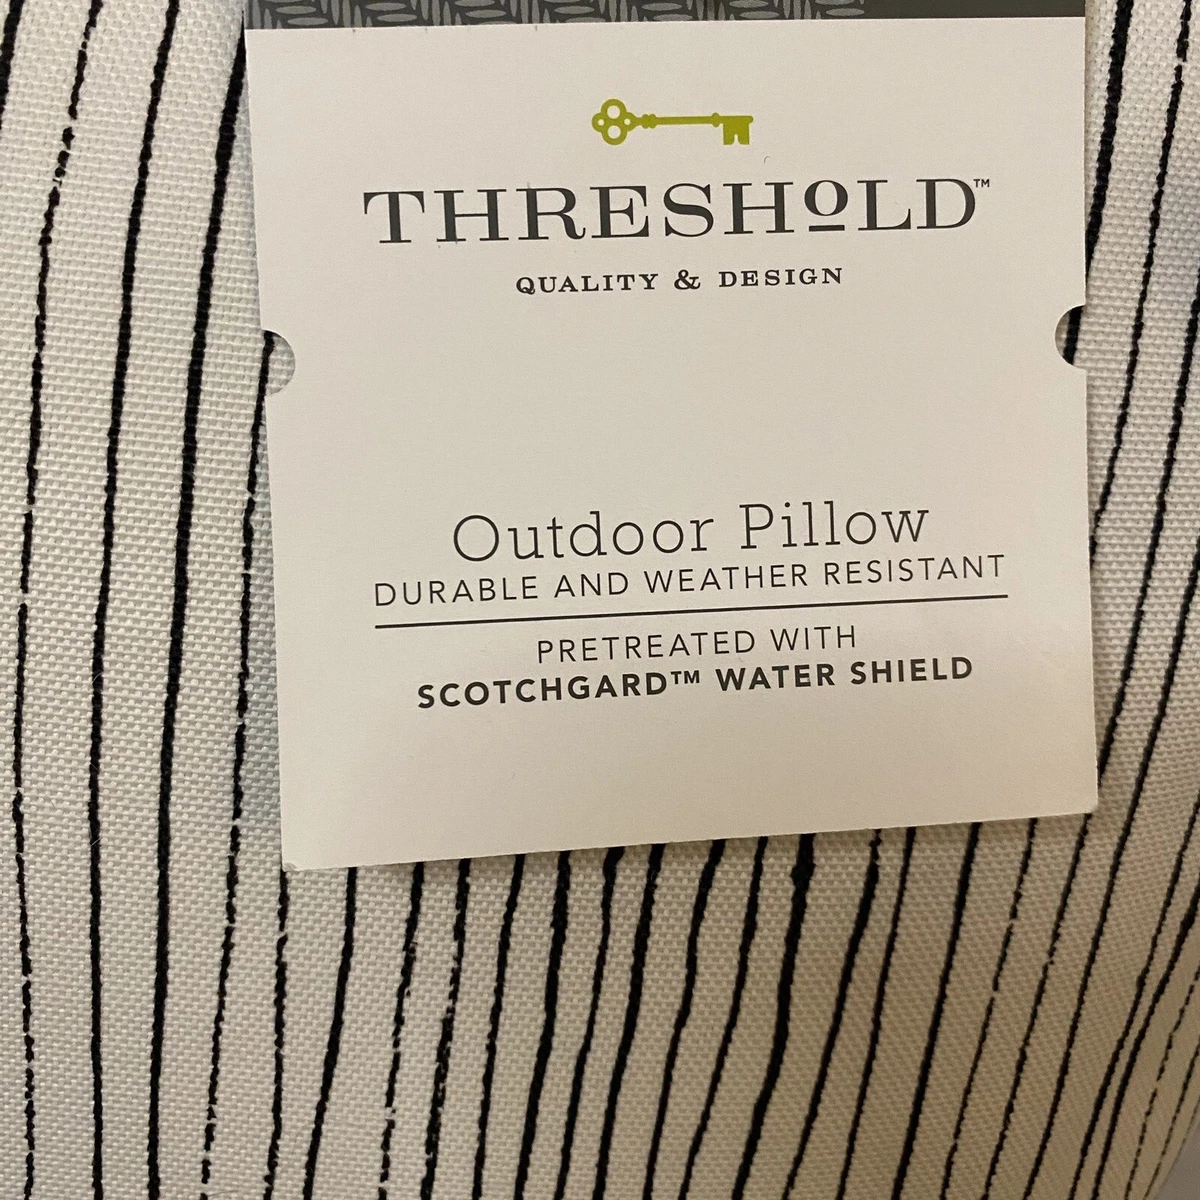 THRESHOLD™
QUALITY & DESIGN
Outdoor Pillow
DURABLE AND WEATHER RESISTANT
PRETREATED WITH
SCOTCHGARD™ WATER SHIELD